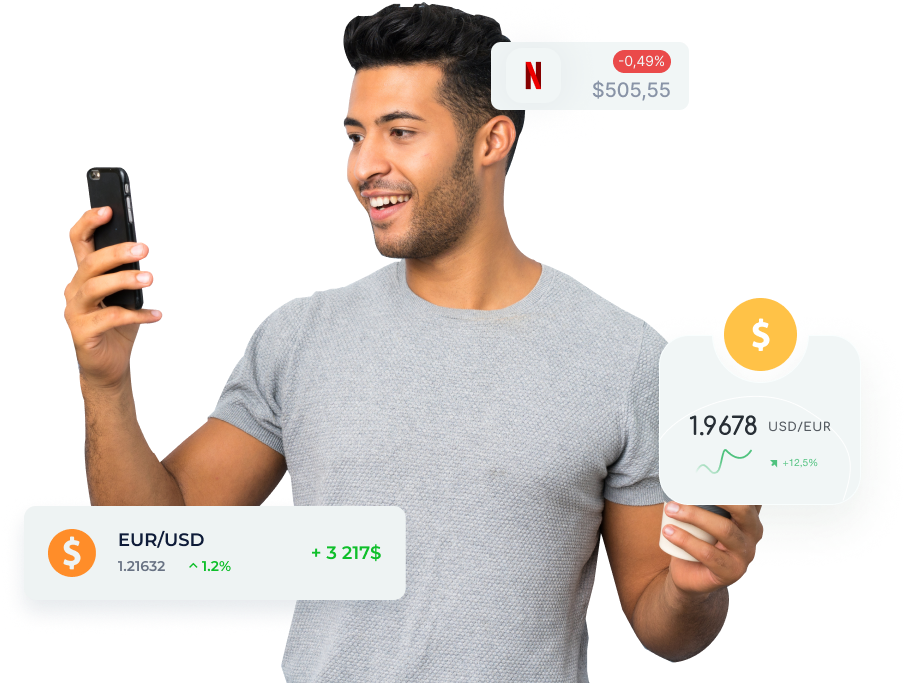 N
-0,49%
$505,55
$
1.9678 USD/EUR
+12,5%
$
EUR/USD
1.21632 1.2%
+ 3 217$